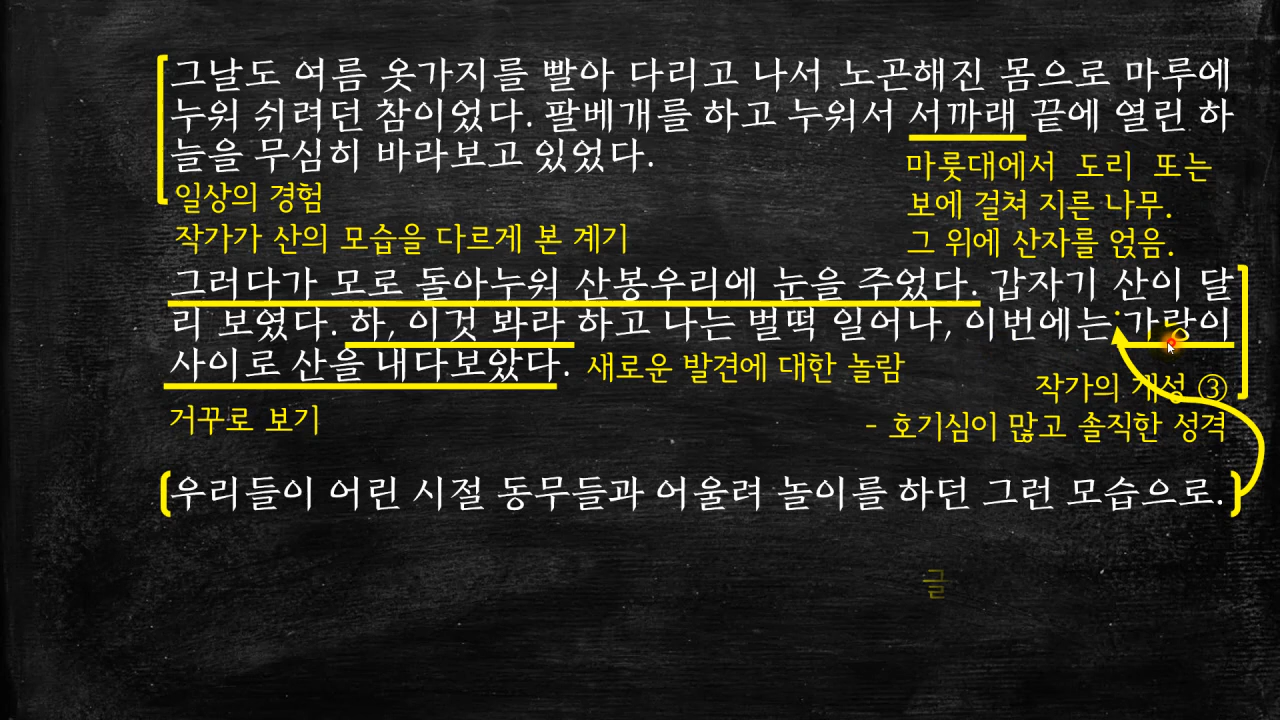 그날도 여름 옷가지를 빨아 다리고 나서 노곤해진 몸으로 마루에
누워 쉬려던 참이었다. 팔베개를 하고 누워서 서까래 끝에 열린 하
늘을 무심히 바라보고 있었다.
마룻대에서 도리 또는
보에 걸쳐 지른 나무.
그 위에 산자를 얹음.
일상의 경험
작가가 산의 모습을 다르게 본 계기
그러다가 모로 돌아누워 산봉우리에 눈을 주었다. 갑자기 산이 달
리 보였다. 하, 이것 봐라 하고 나는 벌떡 일어나, 이번에는 가랑이
사이로 산을 내다보았다. 새로운 발견에 대한 놀람
작가의 개성 ③
거꾸로 보기
- 호기심이 많고 솔직한 성격
우리들이 어린 시절 동무들과 어울려 놀이를 하던 그런 모습으로.
글